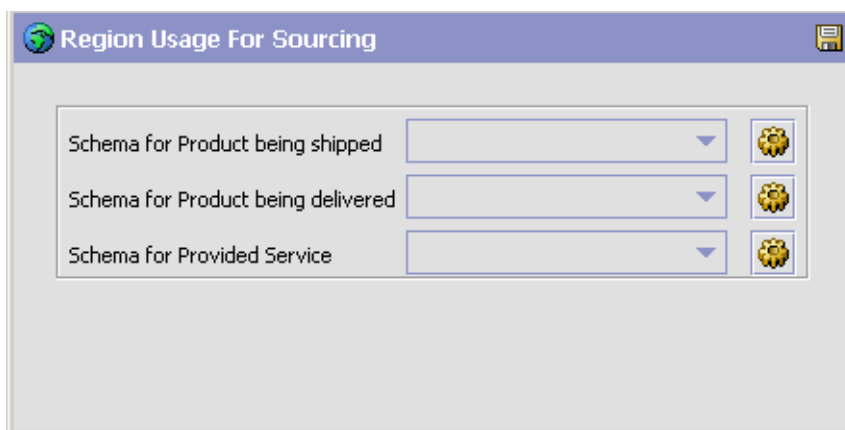 Region Usage For Sourcing
Schema for Product being shipped
Schema for Product being delivered
Schema for Provided Service